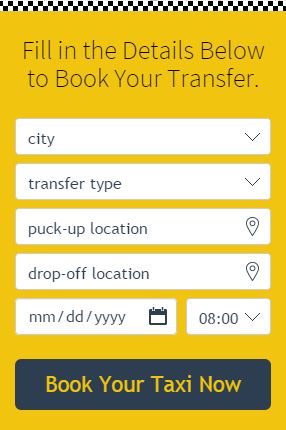 Fill in the Details Below
to Book Your Transfer.
city
transfer type
puck-up location
drop-off location
mm/dd/yyyy 08:00
Book Your Taxi Now